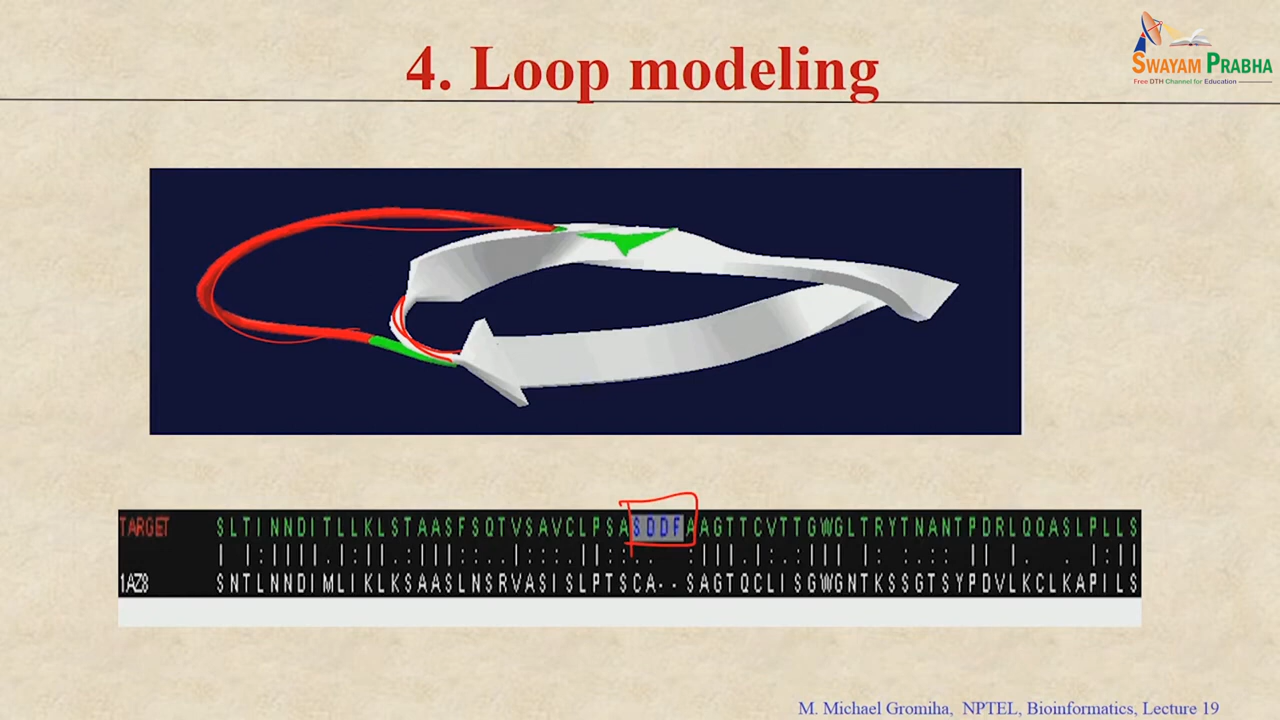 4. Loop modeling
SWAYAM PRABHA
Free DTH Channel for Education
TARGET SLTINNDITLLKLSTAASFSQTVSAVCLPSASDDFAAGTTCVTTGWGLTRYTNANTPDRLQQASLPLLS
1AZ8 SNTLNNDIMLIKLKSAASLNSRVASISLPTSCA--SAGTQCLISGWGNTKSSGTSYPDVLKCLKAPILS
M. Michael Gromiha, NPTEL, Bioinformatics, Lecture 19